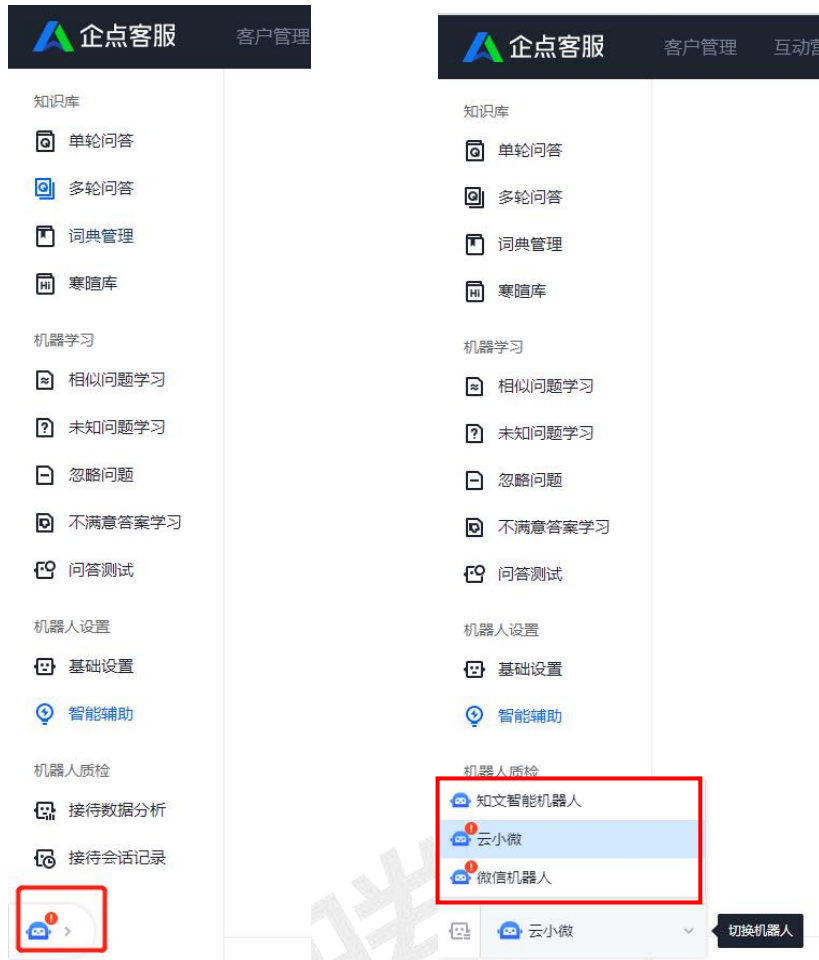 企点客服 客户管理
知识库
单轮问答
多轮问答
词典管理
寒暄库
机器学习
相似问题学习
未知问题学习
忽略问题
不满意答案学习
问答测试
机器人设置
基础设置
智能辅助
机器人质检
接待数据分析
接待会话记录
企点客服 客户管理 互动营
知识库
单轮问答
多轮问答
词典管理
寒暄库
机器学习
相似问题学习
未知问题学习
忽略问题
不满意答案学习
问答测试
机器人设置
基础设置
智能辅助
机器人质检
知文智能机器人
云小微
微信机器人
云小微 切换机器人